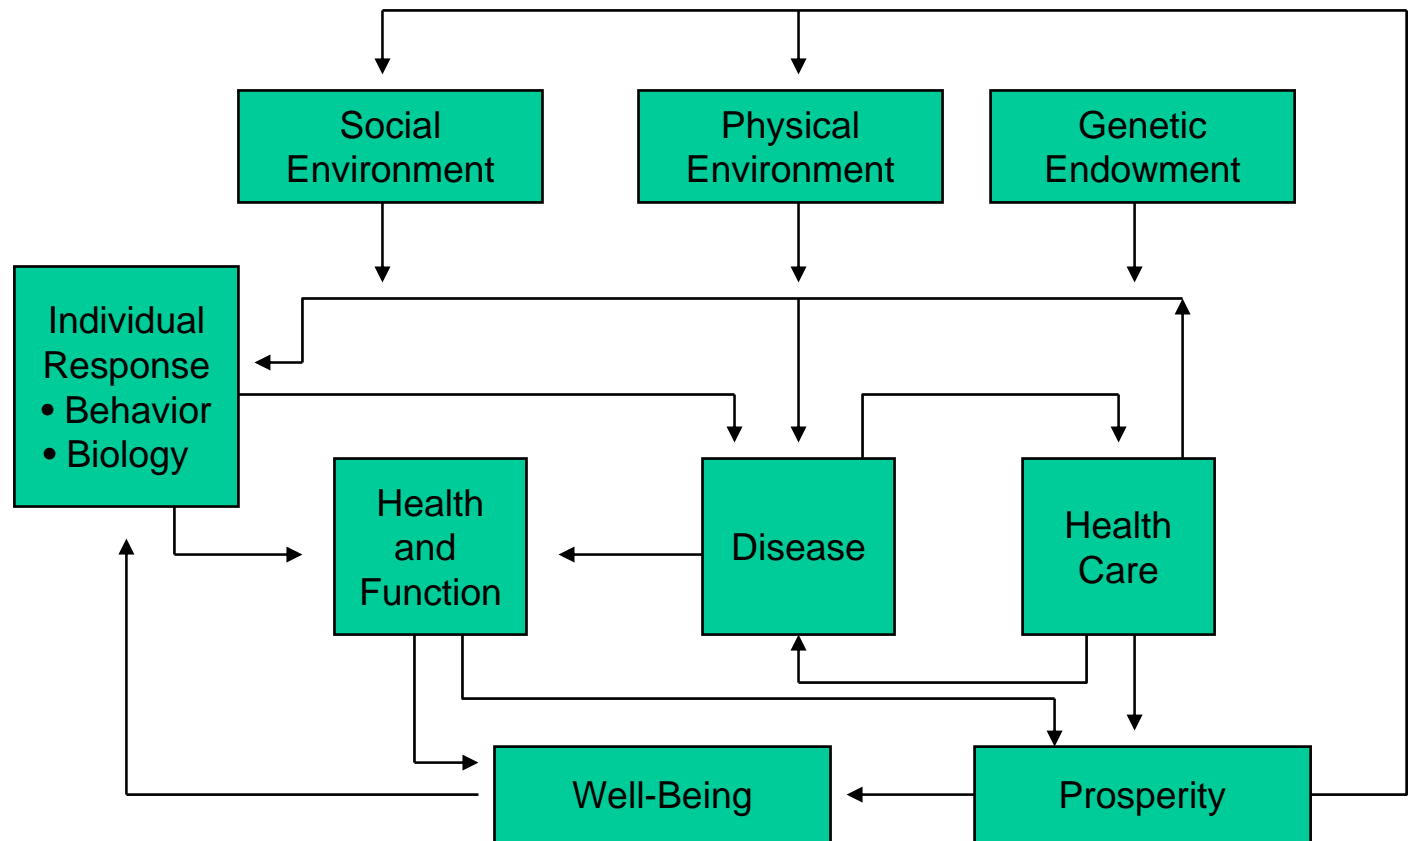 Social
Environment
Physical
Environment
Genetic
Endowment
Individual
Response
• Behavior
• Biology
Health
and
Function
Disease
Health
Care
Well-Being
Prosperity